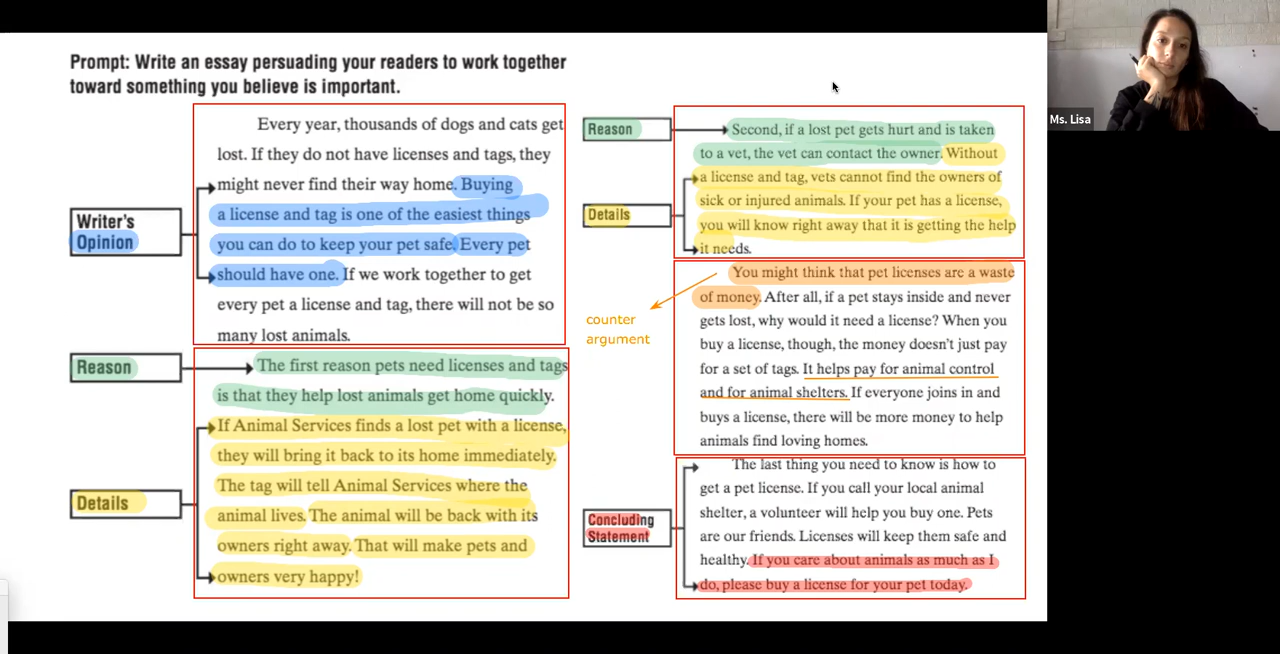 Prompt: Write an essay persuading your readers to work together
toward something you believe is important.
Writer's
Opinion
Every year, thousands of dogs and cats get
lost. If they do not have licenses and tags, they
might never find their way home. Buying
a license and tag is one of the easiest things
you can do to keep your pet safe. Every pet
should have one. If we work together to get
every pet a license and tag, there will not be so
many lost animals.
Reason
The first reason pets need licenses and tags
is that they help lost animals get home quickly.
Details
If Animal Services finds a lost pet with a license,
they will bring it back to its home immediately.
The tag will tell Animal Services where the
animal lives. The animal will be back with its
owners right away. That will make pets and
owners very happy!
Reason
Second, if a lost pet gets hurt and is taken
to a vet, the vet can contact the owner. Without
Details
a license and tag, vets cannot find the owners of
sick or injured animals. If your pet has a license,
you will know right away that it is getting the help
it needs.
counter
argument
You might think that pet licenses are a waste
of money. After all, if a pet stays inside and never
gets lost, why would it need a license? When you
buy a license, though, the money doesn't just pay
for a set of tags. It helps pay for animal control
and for animal shelters. If everyone joins in and
buys a license, there will be more money to help
animals find loving homes.
Concluding
Statement
The last thing you need to know is how to
get a pet license. If you call your local animal
shelter, a volunteer will help you buy one. Pets
are our friends. Licenses will keep them safe and
healthy. If you care about animals as much as I
do, please buy a license for your pet today.
Ms. Lisa